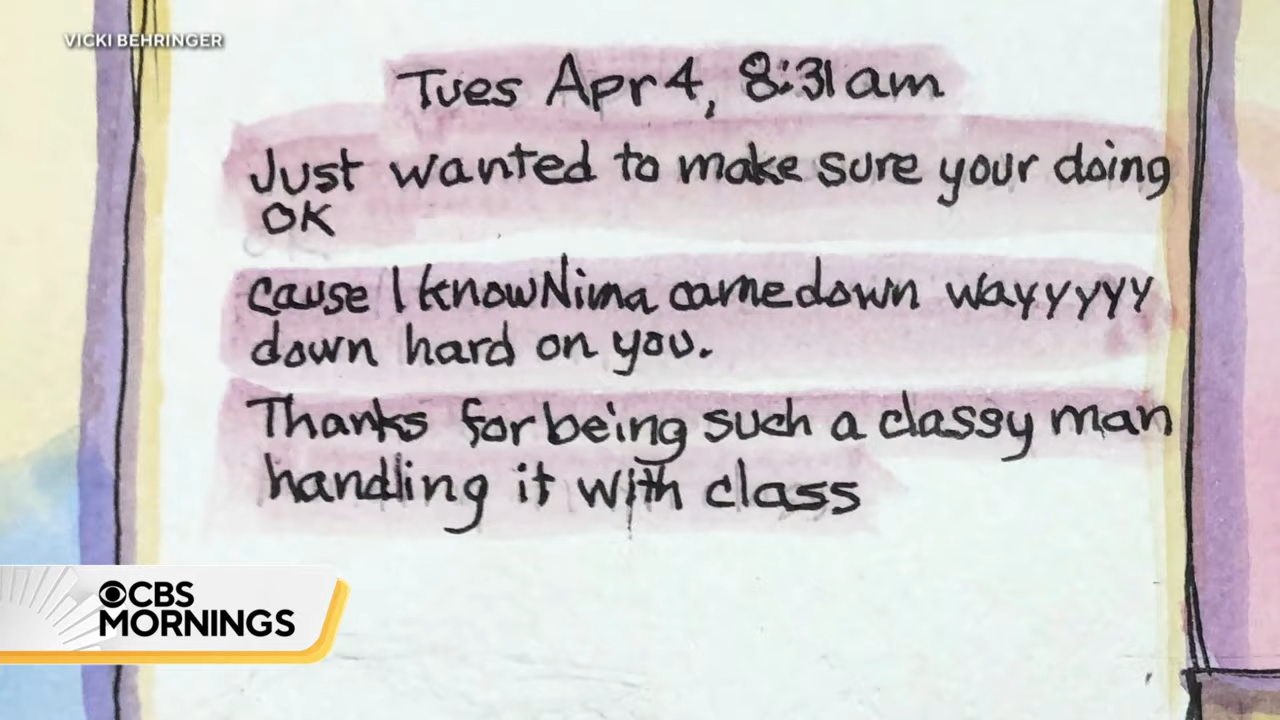 VICKI BEHRINGER
Tues Apr 4, 8:31 am
Just wanted to make sure your doing
OK
cause I know Nima came down wayyyyy
down hard on you.
Thanks for being such a classy man
handling it with class
CBS
MORNINGS